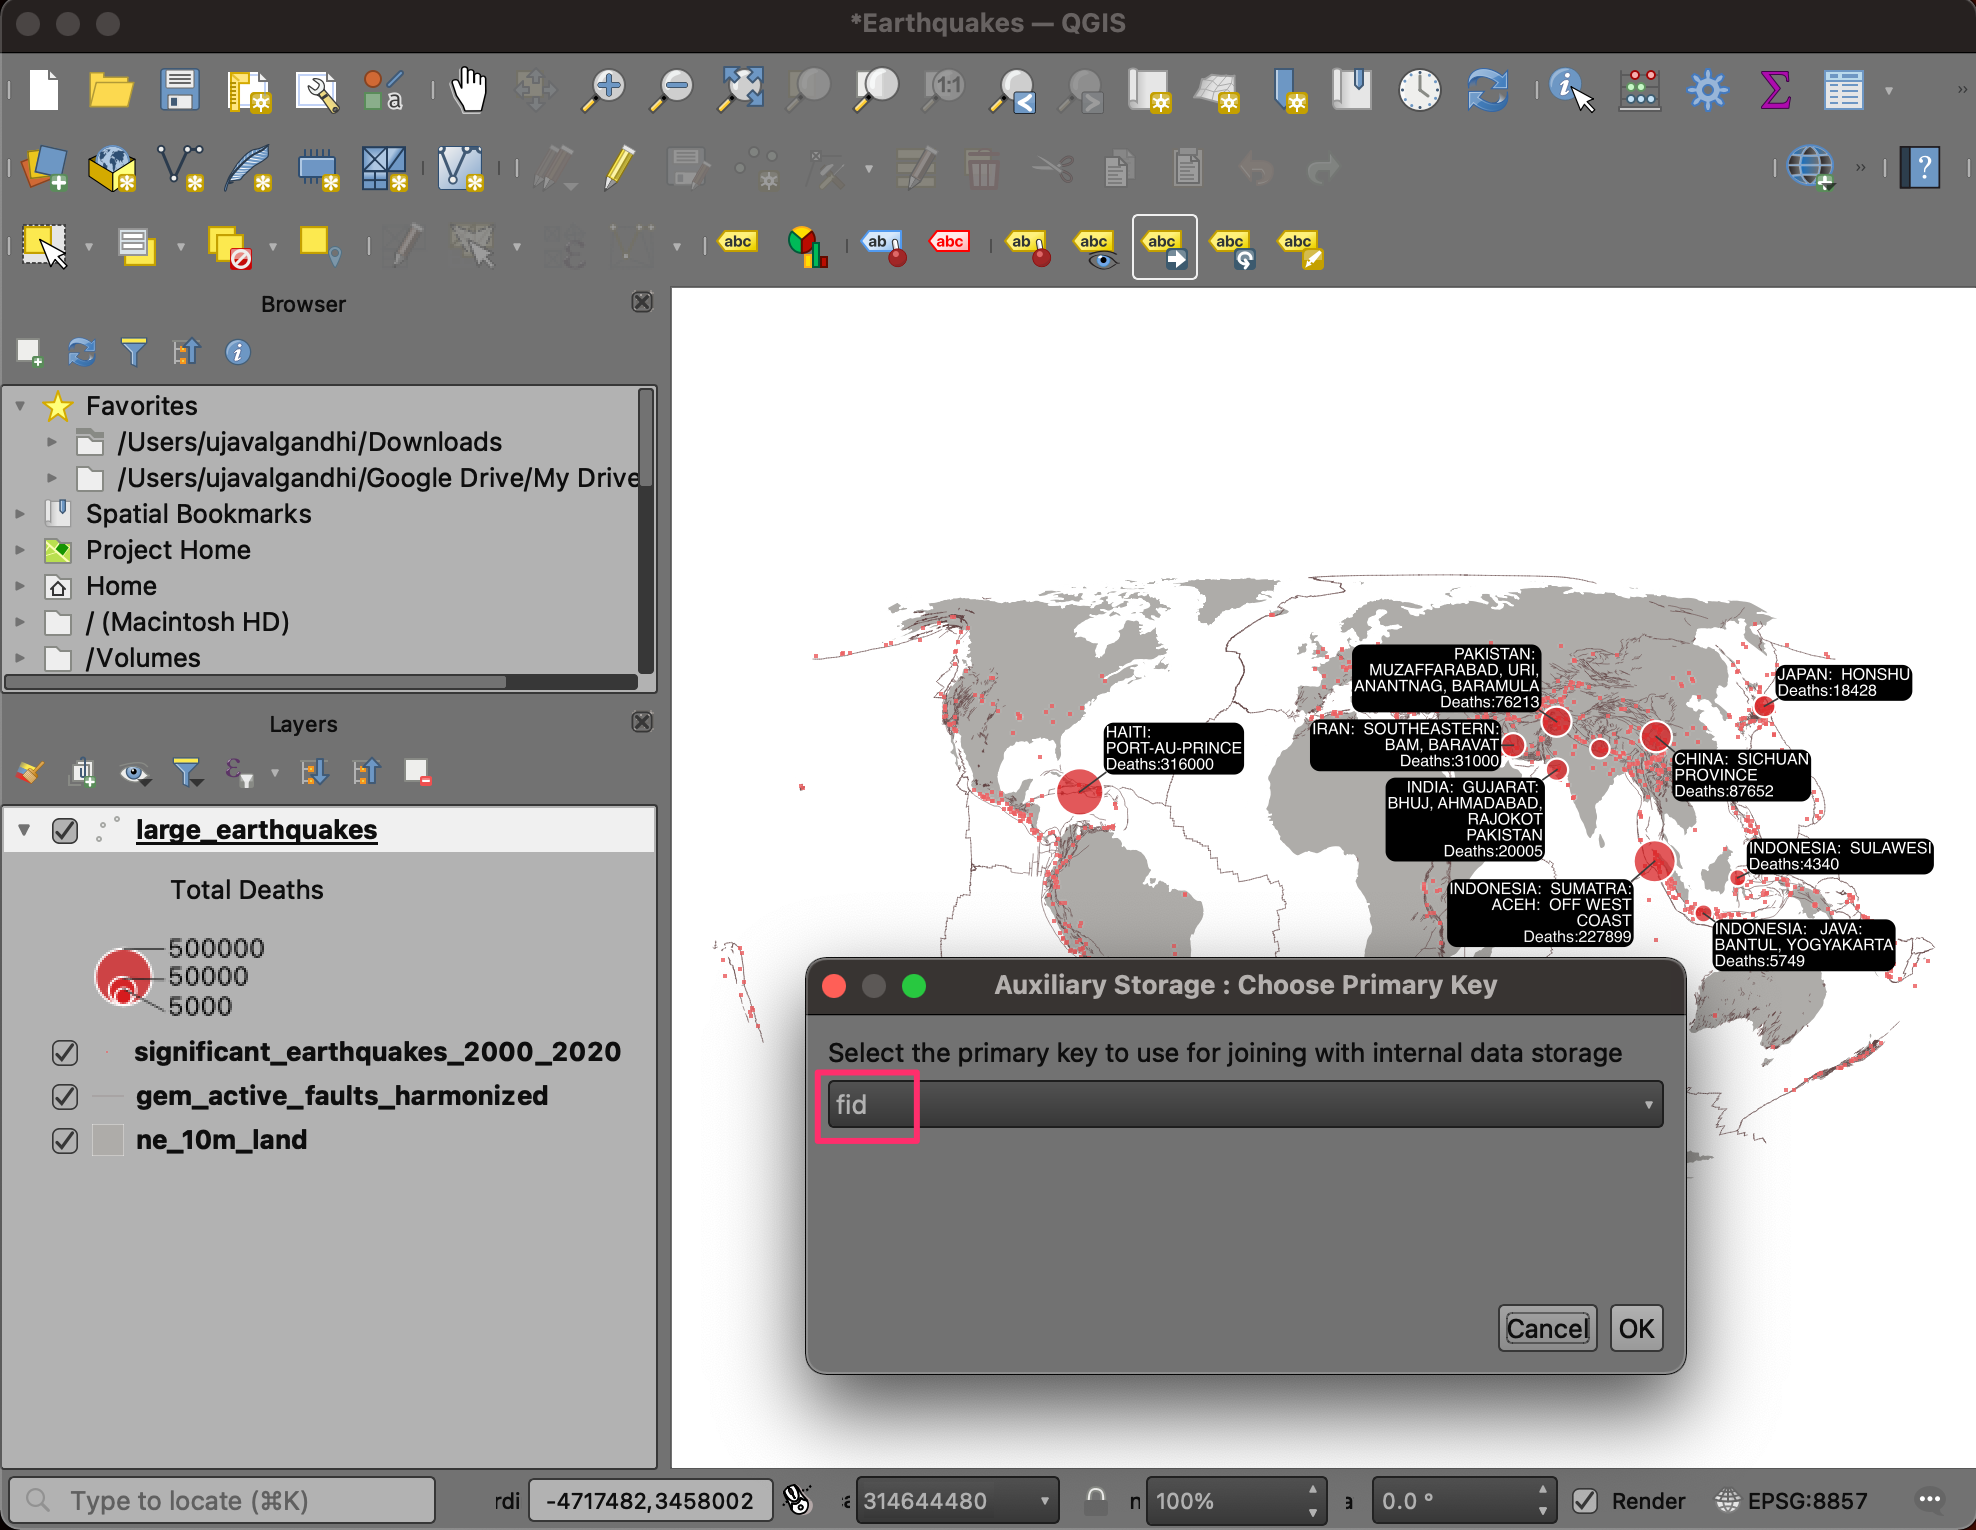 *Earthquakes — QGIS
a
1:1
abc
ab
abc
ab
abc
abc
abc
abc
Browser
Favorites
/Users/ujavalgandhi/Downloads
/Users/ujavalgandhi/Google Drive/My Drive
Spatial Bookmarks
Project Home
Home
/ (Macintosh HD)
/Volumes
Layers
large_earthquakes
Total Deaths
500000
50000
5000
significant_earthquakes_2000_2020
gem_active_faults_harmonized
ne_10m_land
PAKISTAN:
MUZAFFARABAD, URI,
ANANTNAG, BARAMULA
Deaths:76213
JAPAN: HONSHU
Deaths:18428
HAITI:
PORT-AU-PRINCE
Deaths:316000
IRAN: SOUTHEASTERN:
BAM, BARAVAT
Deaths:31000
CHINA: SICHUAN
PROVINCE
Deaths:87652
INDIA: GUJARAT:
BHUJ, AHMADABAD,
RAJOKOT
PAKISTAN
Deaths:20005
INDONESIA: SULAWESI
Deaths:4340
INDONESIA: SUMATRA:
ACEH: OFF WEST
COAST
Deaths:227899
INDONESIA: JAVA:
BANTUL, YOGYAKARTA
Deaths:5749
Auxiliary Storage : Choose Primary Key
Select the primary key to use for joining with internal data storage
fid
Cancel
OK
Type to locate (⌘K)
rdi
-4717482,3458002
314644480
100%
0.0 °
Render
EPSG:8857